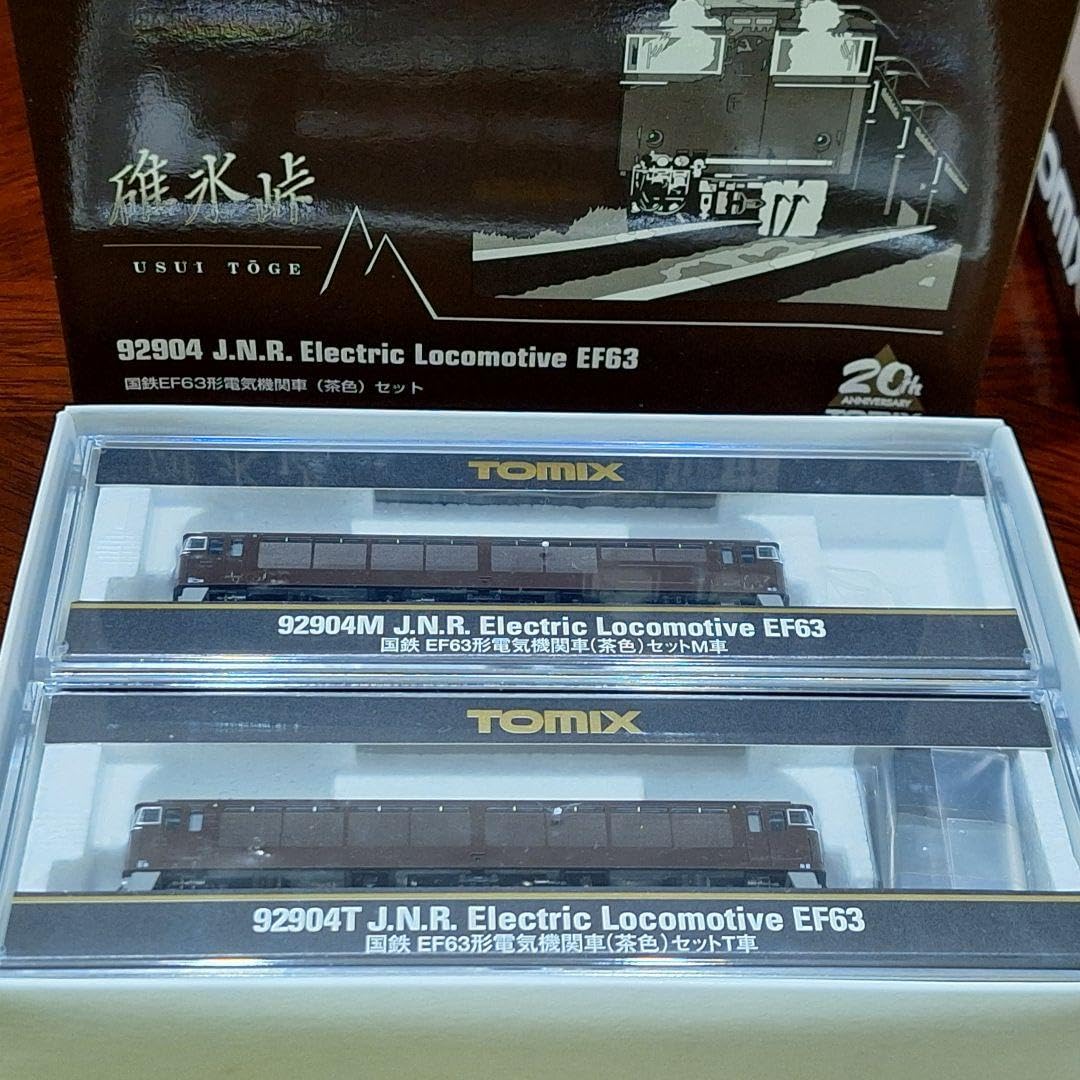 碓氷峠
USUI TŌGE
92904 J.N.R. Electric Locomotive EF63
国鉄EF63形電気機関車（茶色）セット
20th
ANNIVERSARY
TOMIX
TOMIX
TOMIX
92904M J.N.R. Electric Locomotive EF63
国鉄 EF63形電気機関車(茶色)セットM車
TOMIX
92904T J.N.R. Electric Locomotive EF63
国鉄 EF63形電気機関車(茶色)セットT車